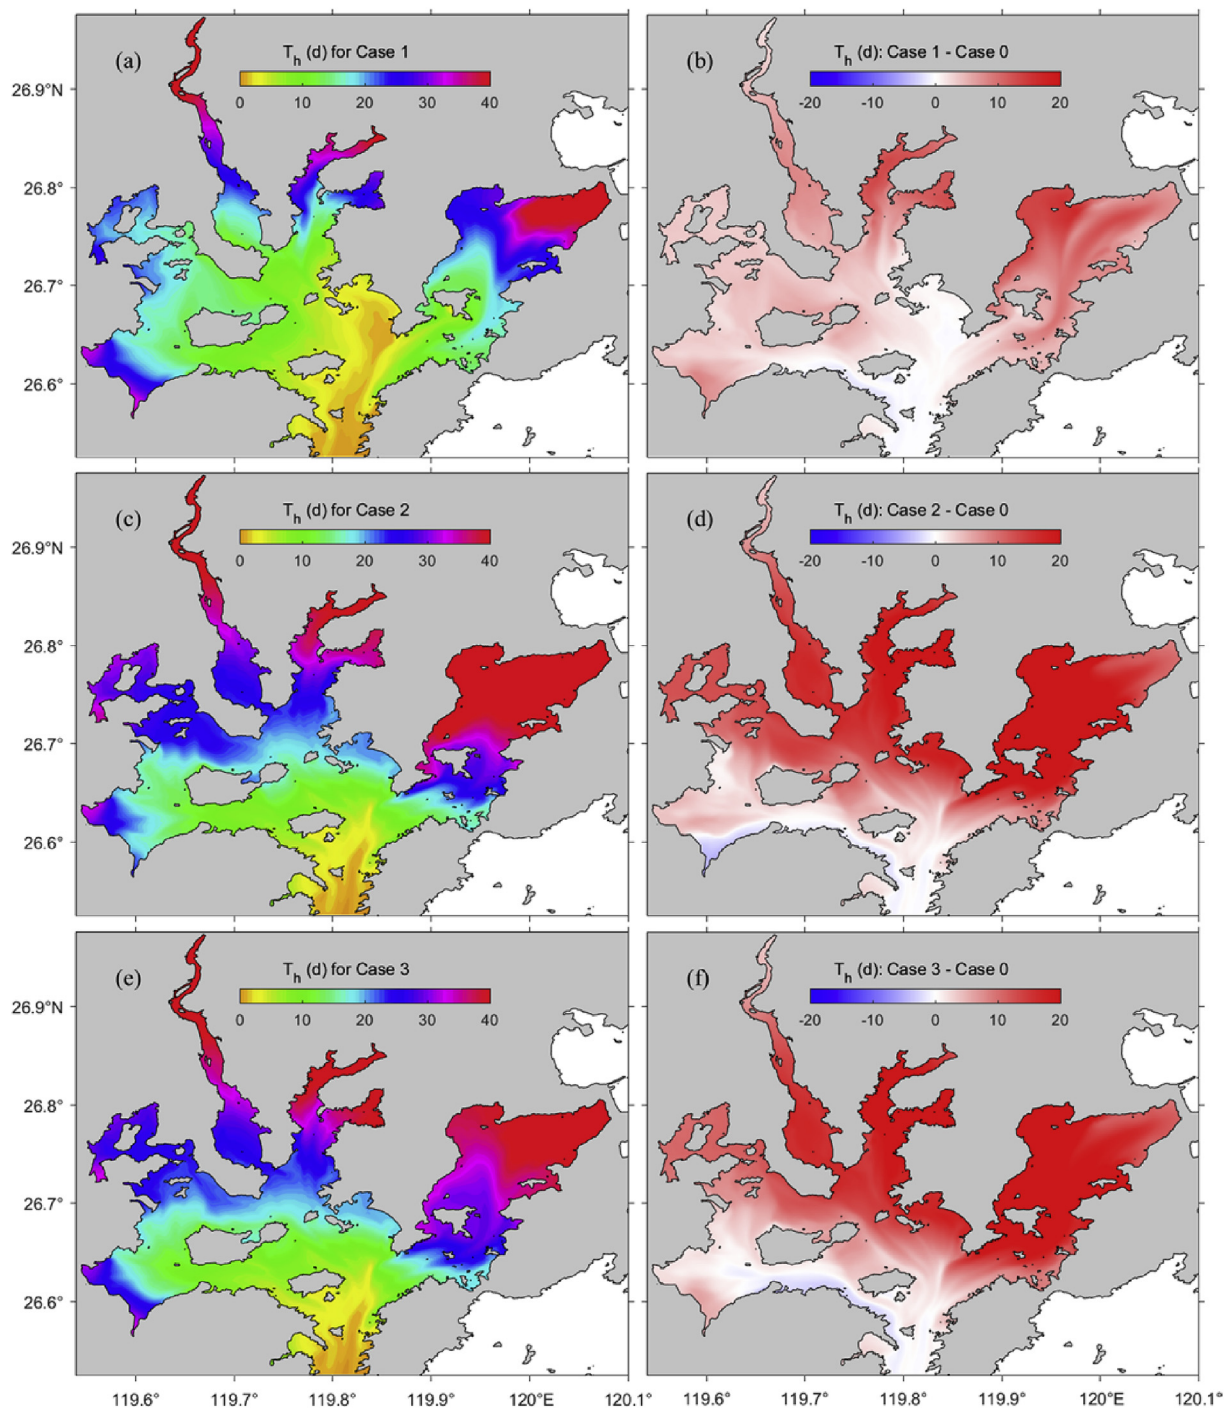 (a) T_h (d) for Case 1
0 10 20 30 40
(b) T_h (d): Case 1 - Case 0
-20 -10 0 10 20
26.9°N
26.8°
26.7°
26.6°
(c) T_h (d) for Case 2
0 10 20 30 40
(d) T_h (d): Case 2 - Case 0
-20 -10 0 10 20
26.9°N
26.8°
26.7°
26.6°
(e) T_h (d) for Case 3
0 10 20 30 40
(f) T_h (d): Case 3 - Case 0
-20 -10 0 10 20
26.9°N
26.8°
26.7°
26.6°
119.6° 119.7° 119.8° 119.9° 120°E 120.1° 119.6° 119.7° 119.8° 119.9° 120°E 120.1°